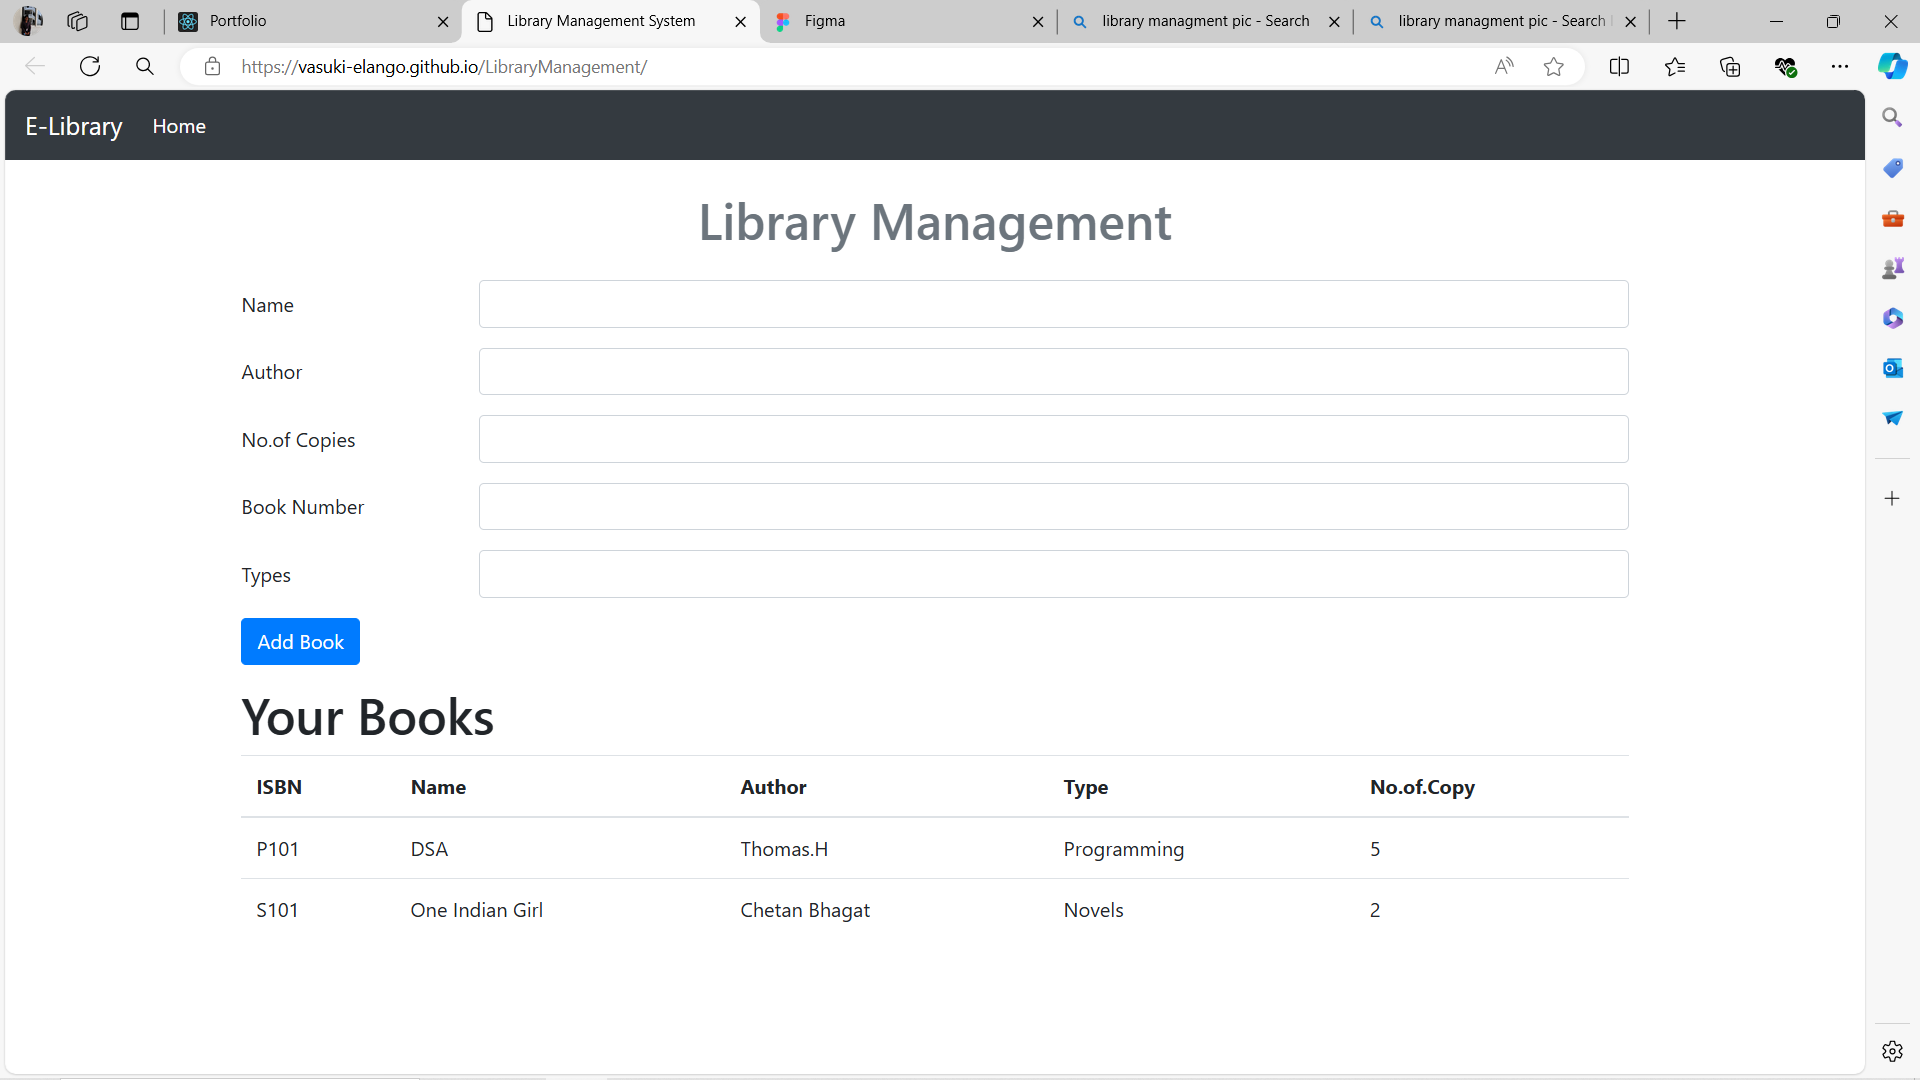 Portfolio
Library Management System
Figma
library managment pic - Search
library managment pic - Search
https://vasuki-elango.github.io/LibraryManagement/
E-Library Home
Library Management
Name
Author
No.of Copies
Book Number
Types
Add Book
Your Books
ISBN Name Author Type No.of.Copy
P101 DSA Thomas.H Programming 5
S101 One Indian Girl Chetan Bhagat Novels 2